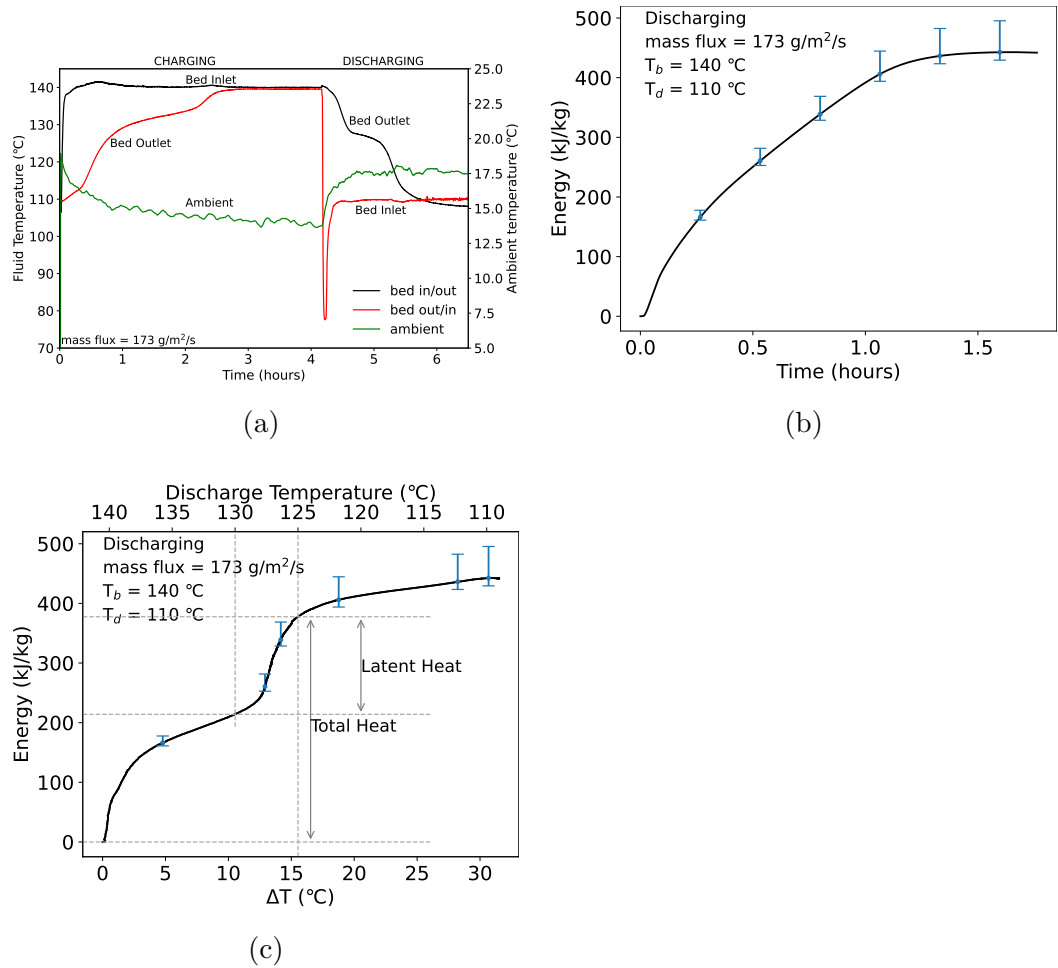 CHARGING DISCHARGING
25.0
140 Bed Inlet
22.5
130 Bed Outlet
20.0
Bed Outlet
120
17.5
110 Ambient Bed Inlet
15.0
100
12.5
90
10.0
bed in/out
80 bed out/in 7.5
ambient
mass flux = 173 g/m²/s
70 5.0
0 1 2 3 4 5 6
Time (hours)
Fluid Temperature (℃)
Ambient temperature (℃)
(a)
500 Discharging
mass flux = 173 g/m²/s
400 T_b = 140 ℃
T_d = 110 ℃
300
200
100
0
0.0 0.5 1.0 1.5
Time (hours)
Energy (kJ/kg)
(b)
Discharge Temperature (℃)
140 135 130 125 120 115 110
500 Discharging
mass flux = 173 g/m²/s
T_b = 140 ℃
400 T_d = 110 ℃
300 Latent Heat
200 Total Heat
100
0
0 5 10 15 20 25 30
ΔT (℃)
Energy (kJ/kg)
(c)